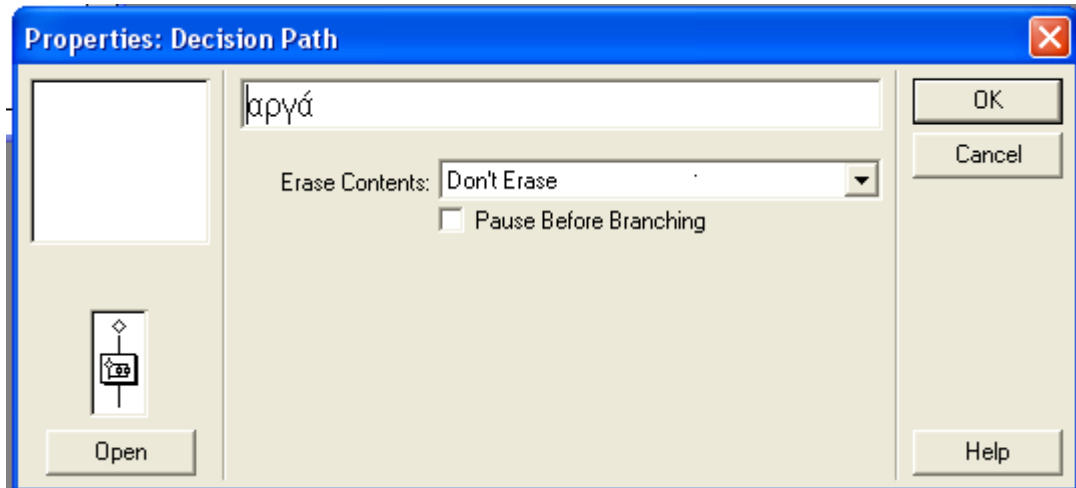 Properties: Decision Path
αργά
OK
Cancel
Erase Contents: Don't Erase
Pause Before Branching
Open
Help